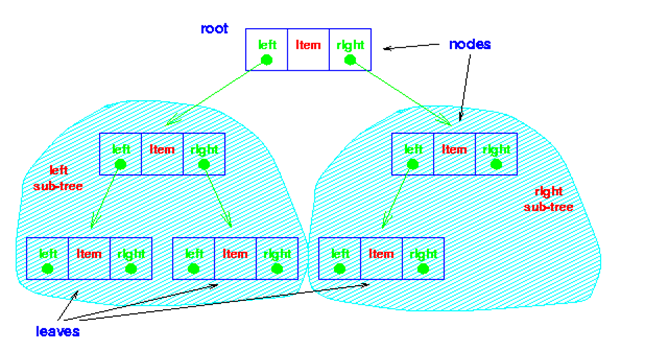 root
left Item right
nodes
left Item right
left Item right
left
sub-tree
right
sub-tree
left Item right
left Item right
left Item right
leaves